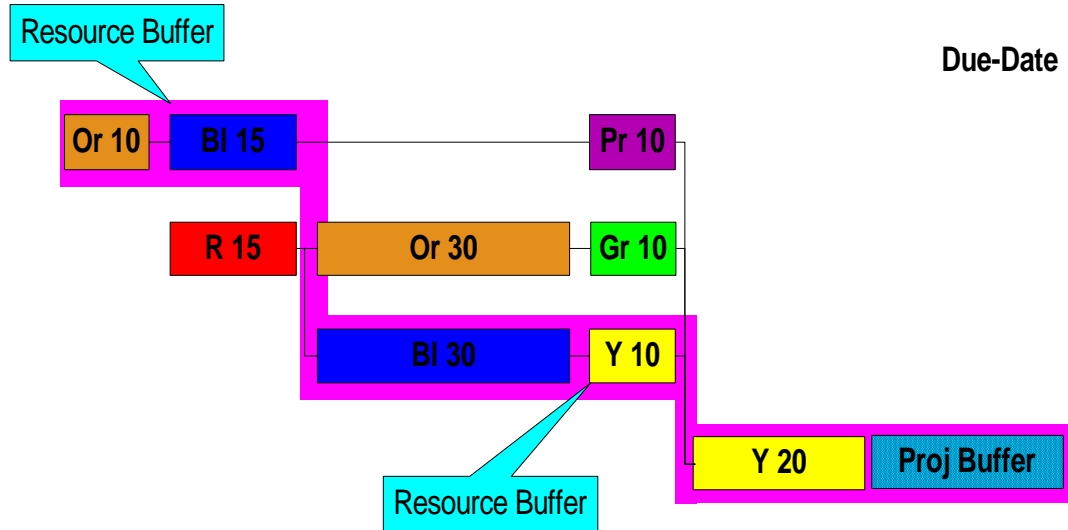 Resource Buffer
Due-Date
Or 10
Bl 15
Pr 10
R 15
Or 30
Gr 10
Bl 30
Y 10
Y 20
Proj Buffer
Resource Buffer